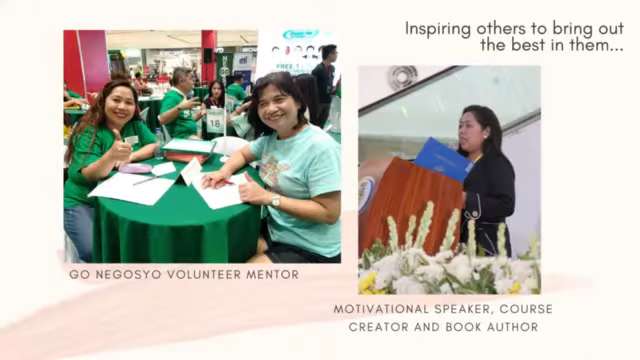 Inspiring others to bring out
the best in them...
FREE
18
GO NEGOSYO VOLUNTEER MENTOR
MOTIVATIONAL SPEAKER, COURSE
CREATOR AND BOOK AUTHOR